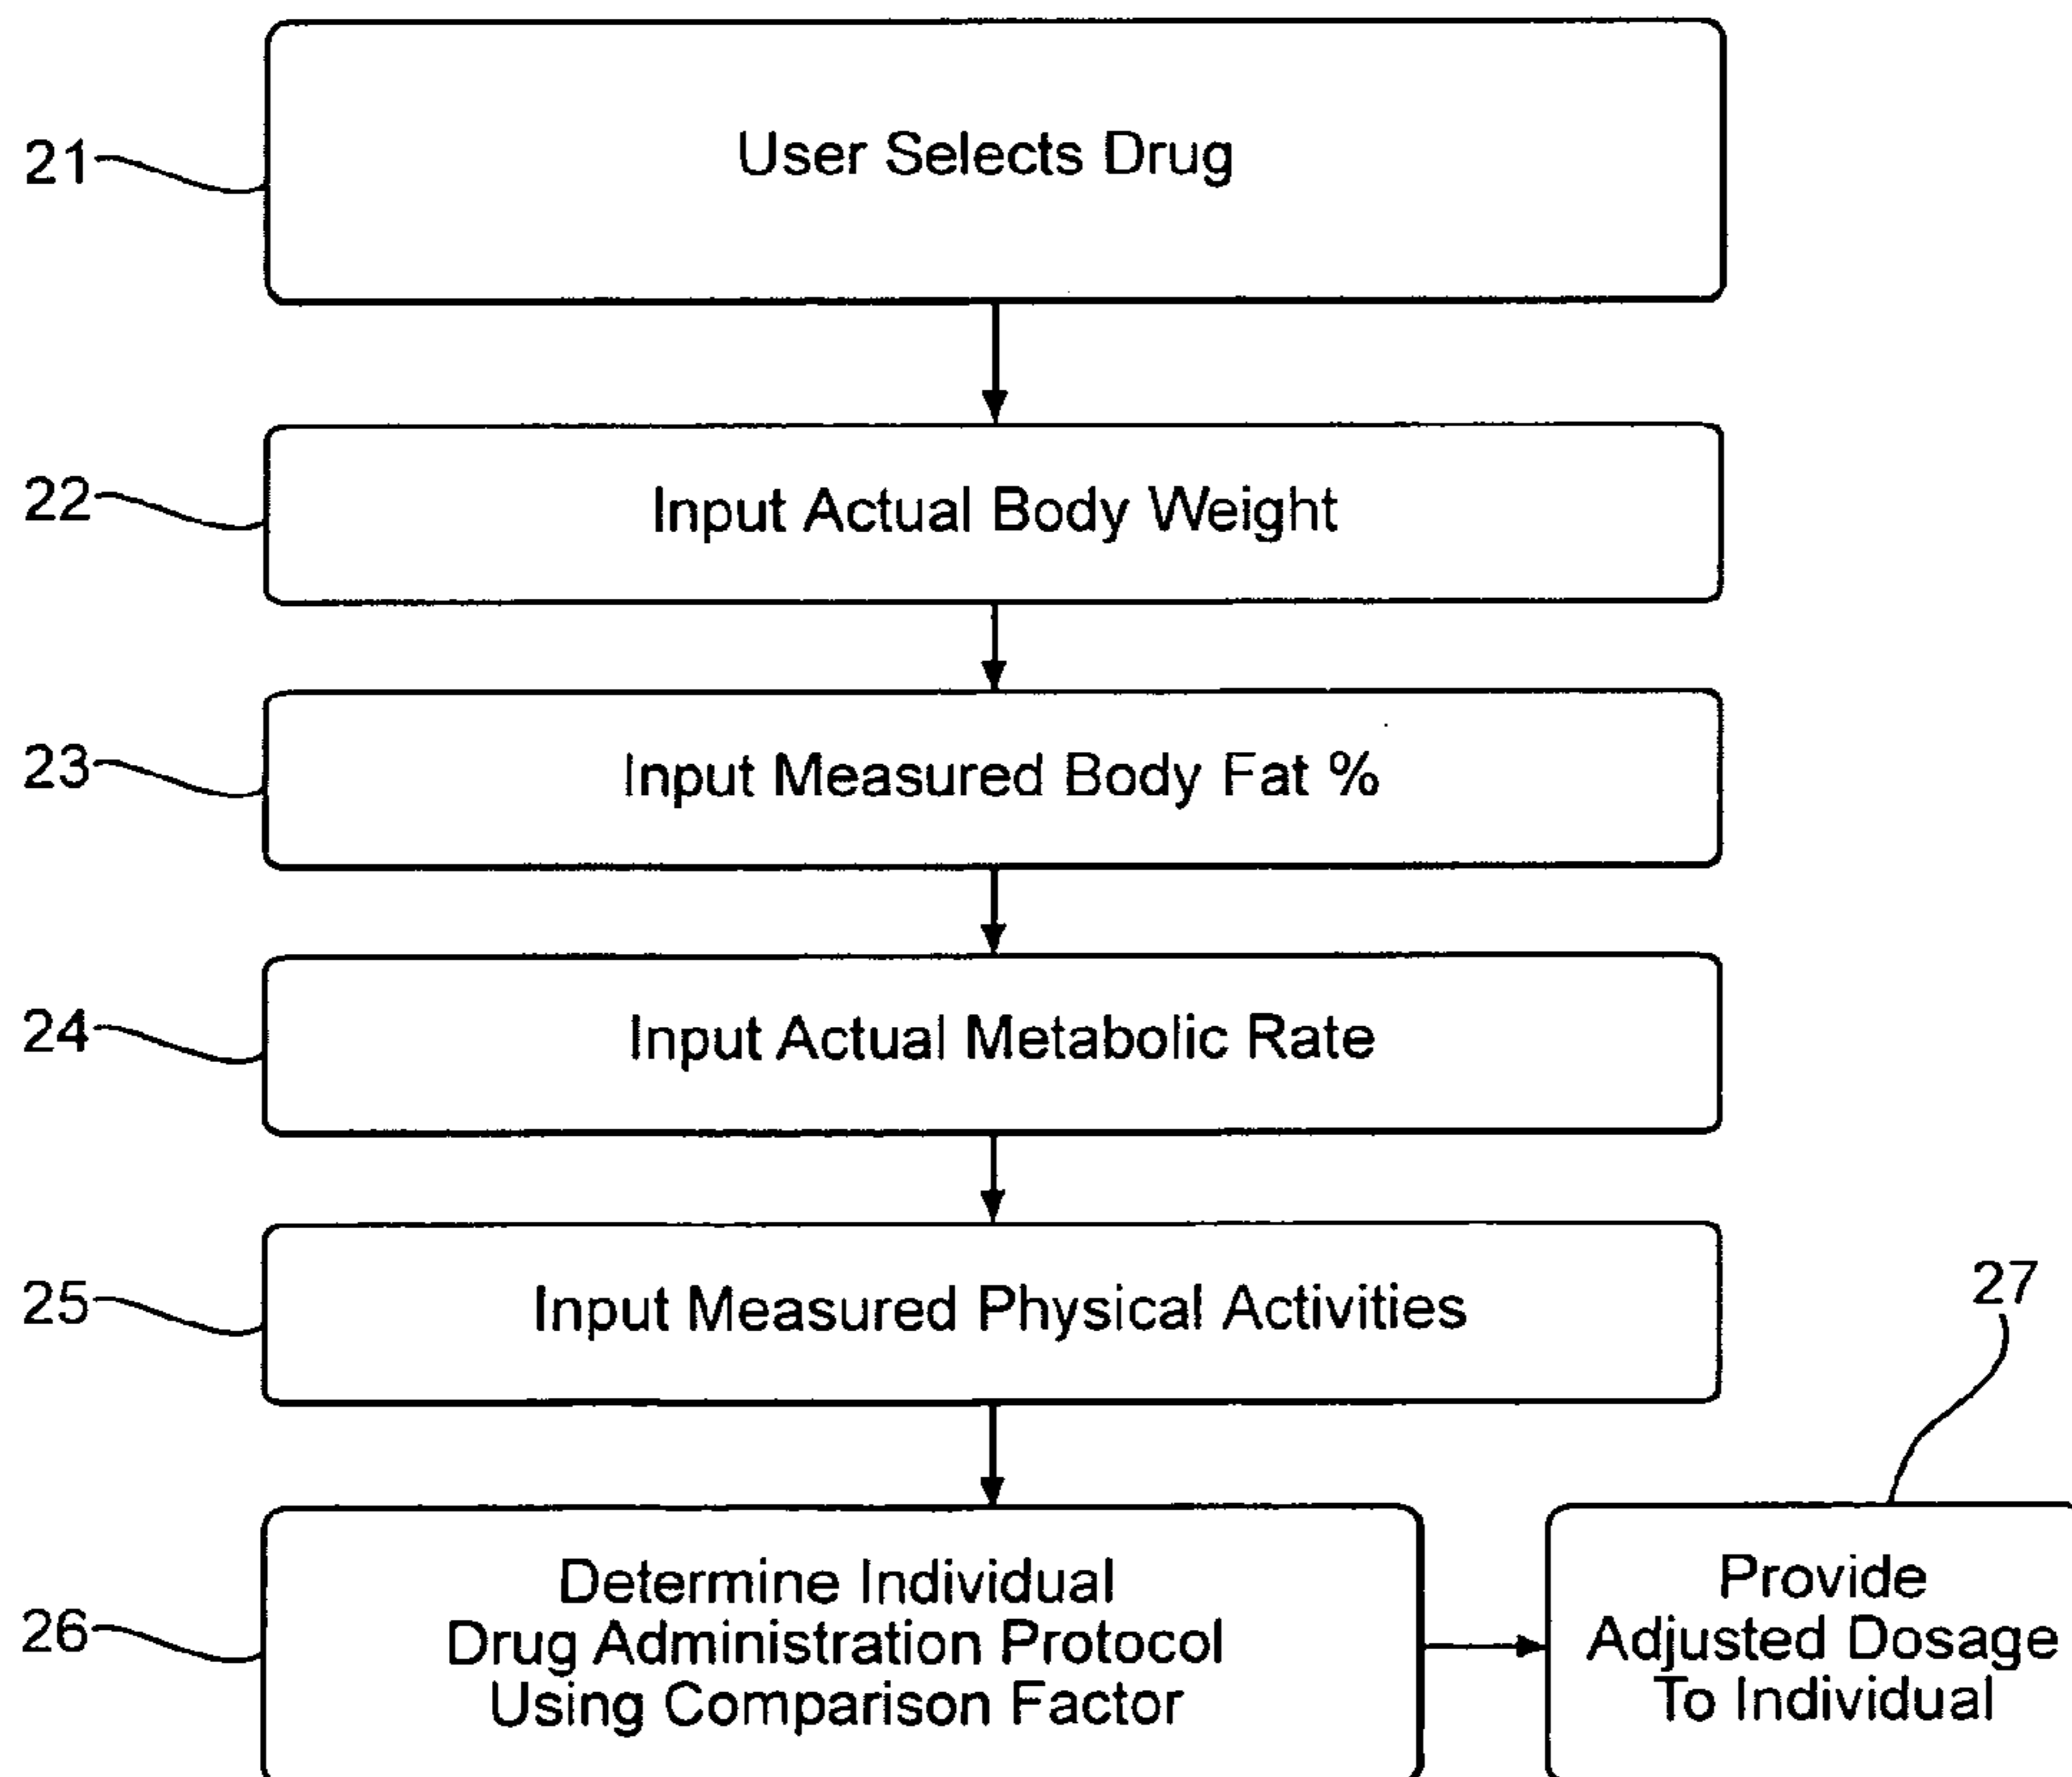 21
User Selects Drug
22
Input Actual Body Weight
23
Input Measured Body Fat %
24
Input Actual Metabolic Rate
25
Input Measured Physical Activities
27
26
Determine Individual
Drug Administration Protocol
Using Comparison Factor
Provide
Adjusted Dosage
To Individual